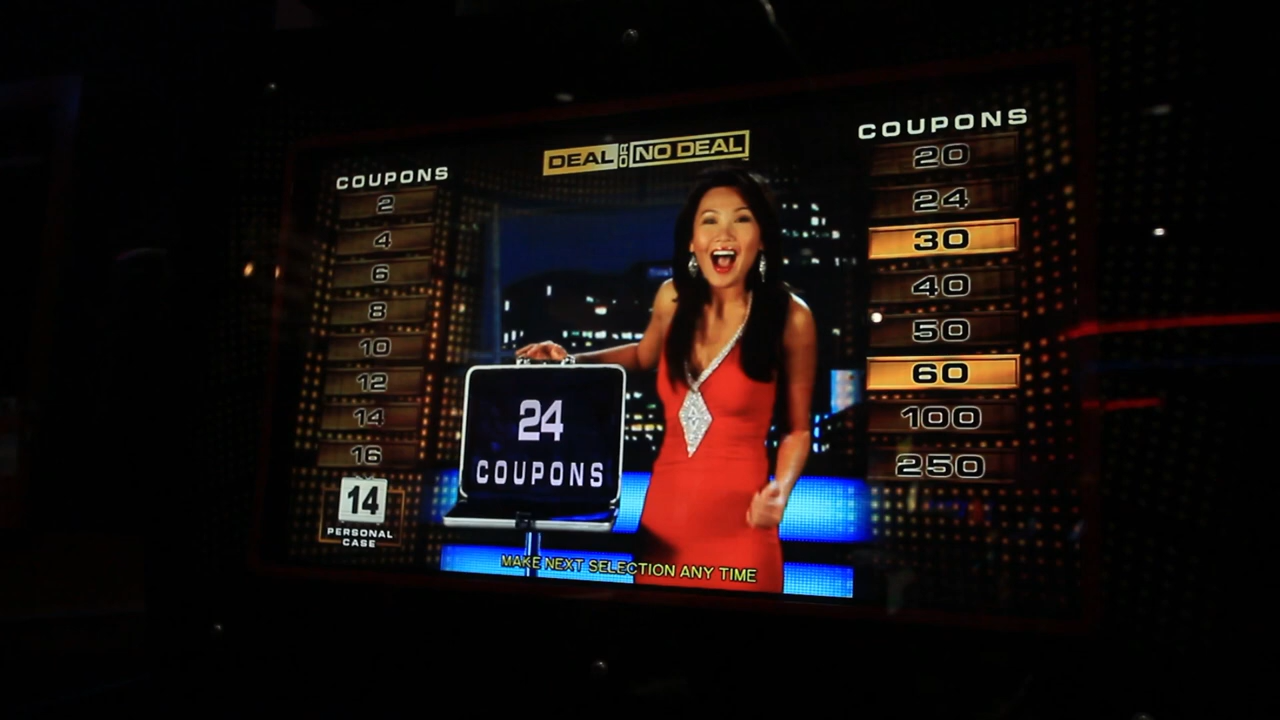 DEAL OR NO DEAL
COUPONS
2
4
6
8
10
12
14
16
14
PERSONAL
CASE
24
COUPONS
MAKE NEXT SELECTION ANY TIME
COUPONS
20
24
30
40
50
60
100
250